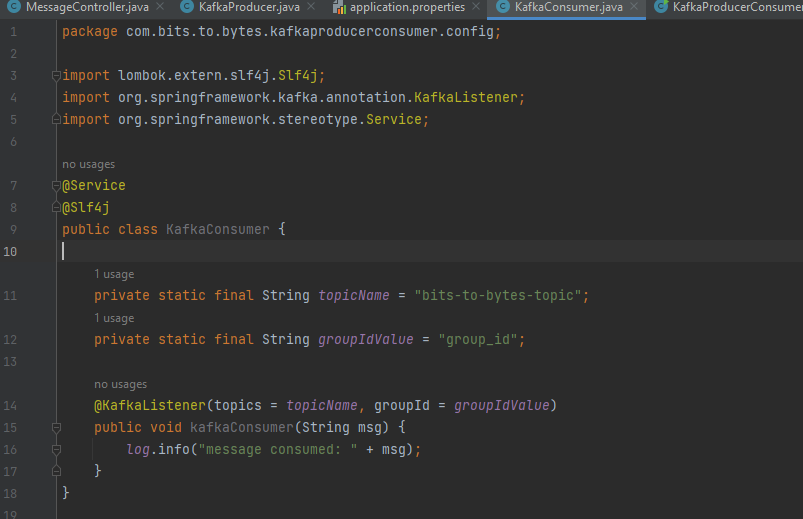 MessageController.java KafkaProducer.java application.properties KafkaConsumer.java KafkaProducerConsumer
1 package com.bits.to.bytes.kafkaproducerconsumer.config;
2
3 import lombok.extern.slf4j.Slf4j;
4 import org.springframework.kafka.annotation.KafkaListener;
5 import org.springframework.stereotype.Service;
6
no usages
7 @Service
8 @Slf4j
9 public class KafkaConsumer {
10
1 usage
11 private static final String topicName = "bits-to-bytes-topic";
1 usage
12 private static final String groupIdValue = "group_id";
13
no usages
14 @KafkaListener(topics = topicName, groupId = groupIdValue)
15 public void kafkaConsumer(String msg) {
16 log.info("message consumed: " + msg);
17 }
18 }
19